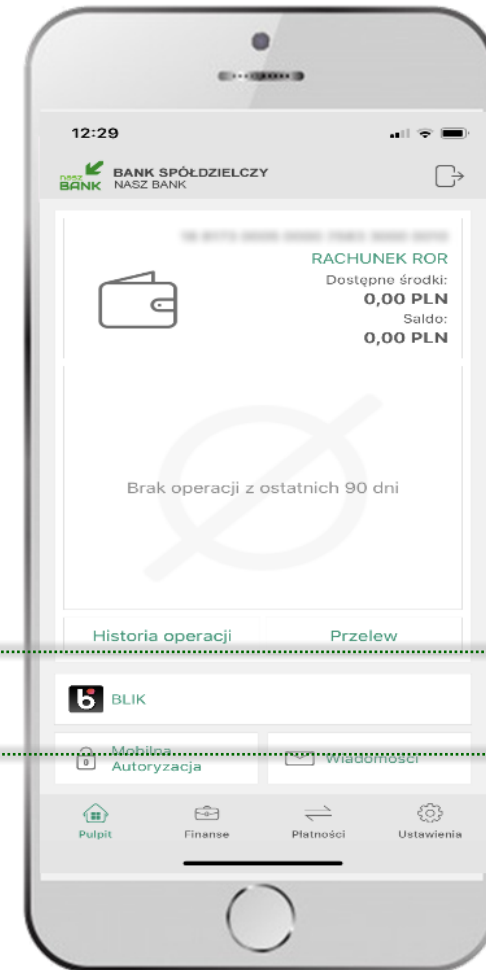 12:29
nasz
BANK
BANK SPÓŁDZIELCZY
NASZ BANK
RACHUNEK ROR
Dostępne środki:
0,00 PLN
Saldo:
0,00 PLN
Brak operacji z ostatnich 90 dni
Historia operacji Przelew
BLIK
Mobilna
Autoryzacja
Wiadomości
Pulpit Finanse Płatności Ustawienia